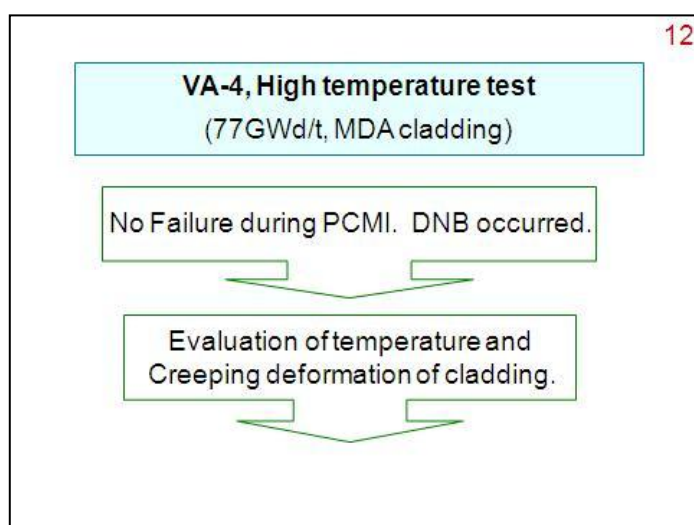 12
VA-4, High temperature test
(77GWd/t, MDA cladding)
No Failure during PCMI. DNB occurred.
Evaluation of temperature and
Creeping deformation of cladding.